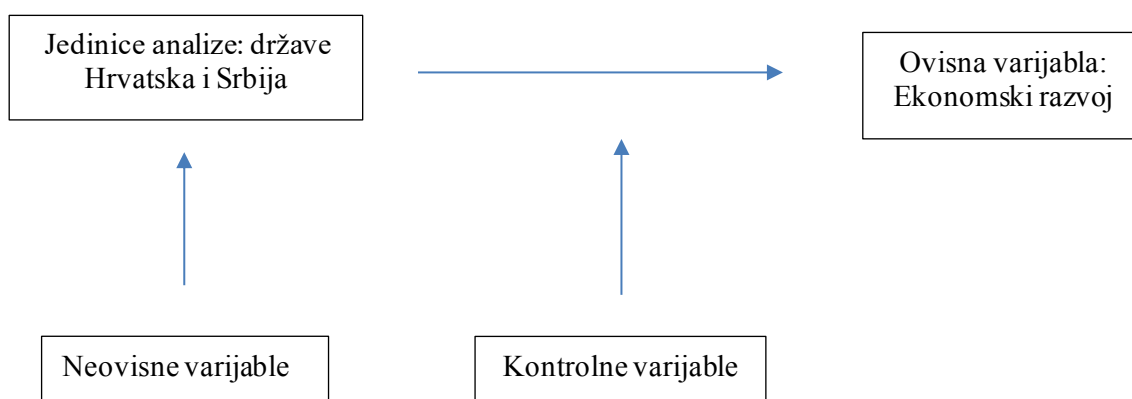 Jedinice analize: države
Hrvatska i Srbija
Ovisna varijabla:
Ekonomski razvoj
Neovisne varijable
Kontrolne varijable